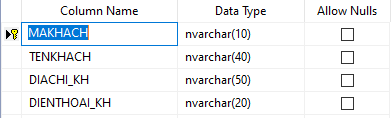 Column Name Data Type Allow Nulls
MAKHACH nvarchar(10)
TENKHACH nvarchar(40)
DIACHI_KH nvarchar(50)
DIENTHOAI_KH nvarchar(20)